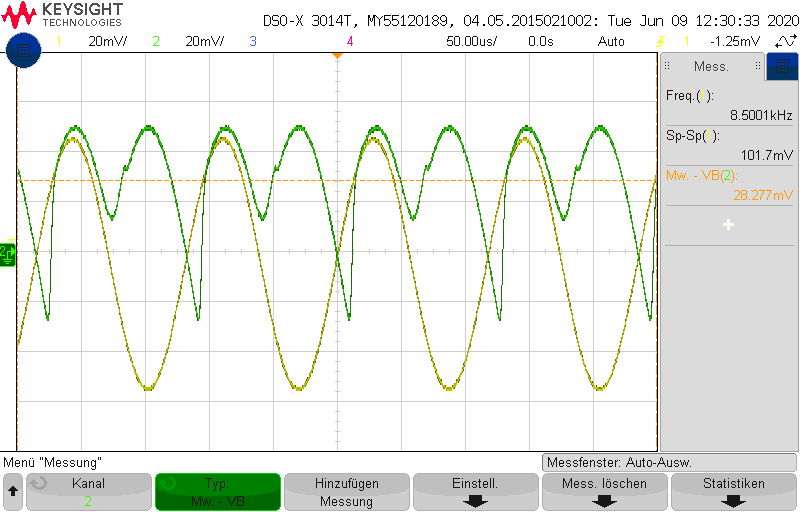 KEYSIGHT
TECHNOLOGIES
DSO-X 3014T, MY55120189, 04.05.2015021002: Tue Jun 09 12:30:33 2020
1 20mV/ 2 20mV/ 3 4 50.00us/ 0.0s Auto 1 -1.25mV
Mess.
Freq.( ):
8.5001kHz
Sp-Sp( ):
101.7mV
Mw. - VB(2):
28.277mV
2
Menü "Messung"
Messfenster: Auto-Ausw.
Kanal
2
Typ:
Mw. - VB
Hinzufügen
Messung
Einstell.
Mess. löschen
Statistiken